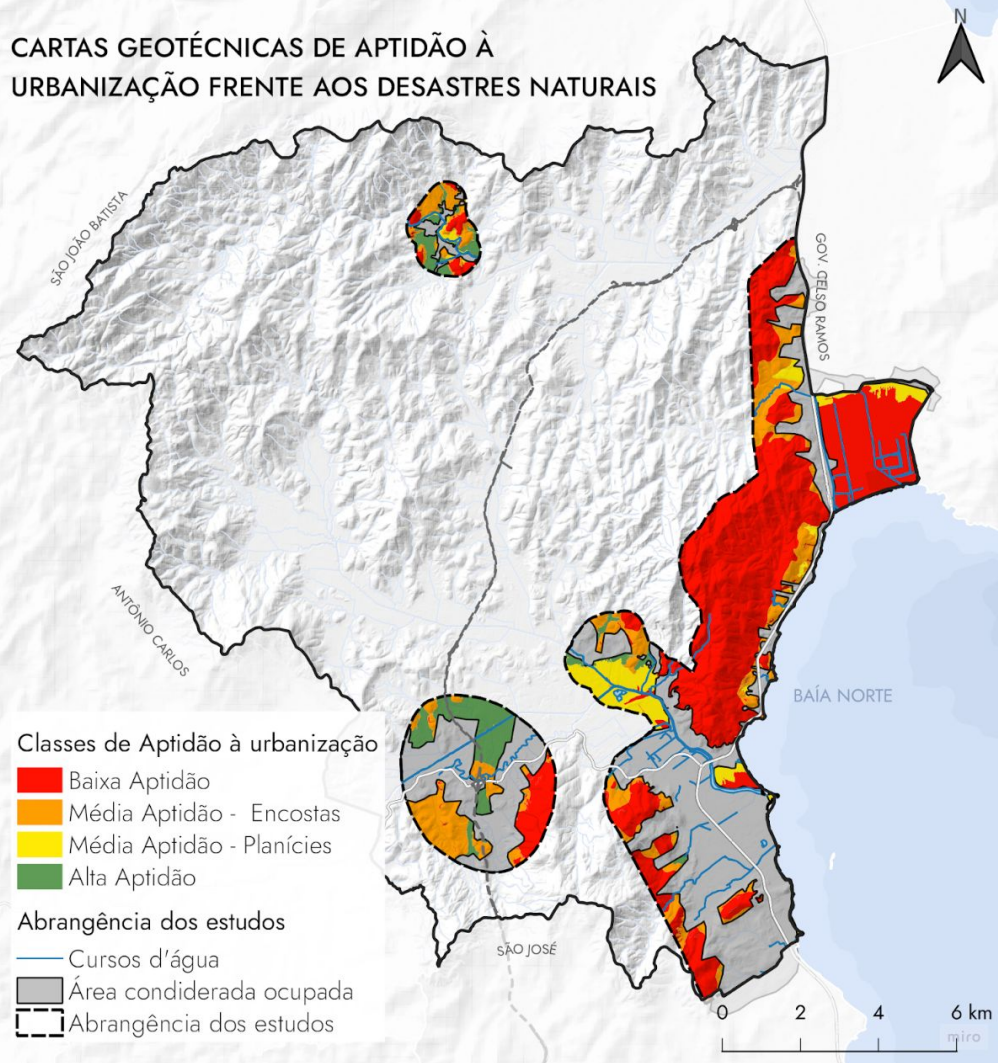 CARTAS GEOTÉCNICAS DE APTIDÃO À
URBANIZAÇÃO FRENTE AOS DESASTRES NATURAIS
N
SÃO JOÃO BATISTA
GOV. CELSO RAMOS
ANTÔNIO CARLOS
BAÍA NORTE
SÃO JOSÉ
Classes de Aptidão à urbanização
Baixa Aptidão
Média Aptidão - Encostas
Média Aptidão - Planícies
Alta Aptidão
Abrangência dos estudos
Cursos d'água
Área condiderada ocupada
Abrangência dos estudos
0 2 4 6 km
miro